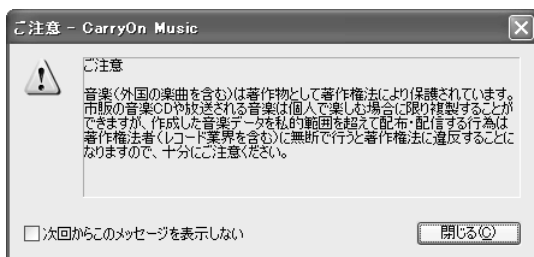 ご注意 - CarryOn Music
ご注意
音楽(外国の楽曲を含む)は著作物として著作権法により保護されています。
市販の音楽CDや放送される音楽は個人で楽しむ場合に限り複製することが
できますが、作成した音楽データを私的範囲を超えて配布・配信する行為は
著作権法者(レコード業界を含む)に無断で行うと著作権法に違反することに
なりますので、十分にご注意ください。
次回からこのメッセージを表示しない
閉じる(C)